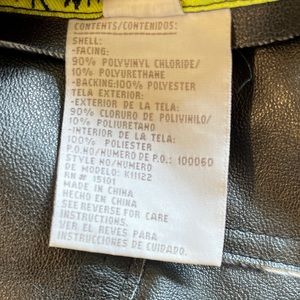 CONTENTS/CONTENIDOS:
SHELL:
-FACING:
90% POLYVINYL CHLORIDE/
10% POLYURETHANE
-BACKING:100% POLYESTER
TELA EXTERIOR:
-EXTERIOR DE LA TELA:
90% CLORURO DE POLIVINILO/
10% POLIURETANO
-INTERIOR DE LA TELA:
100% POLIESTER
P.O.NO/NUMERO DE P.O.: 100060
STYLE NO/NUMERO
DE MODELO: K11122
RN # 15101
MADE IN CHINA
HECHO EN CHINA
SEE REVERSE FOR CARE
INSTRUCTIONS.
VER EL REVES PARA
INSTRUCCIONES DE CUIDADO.